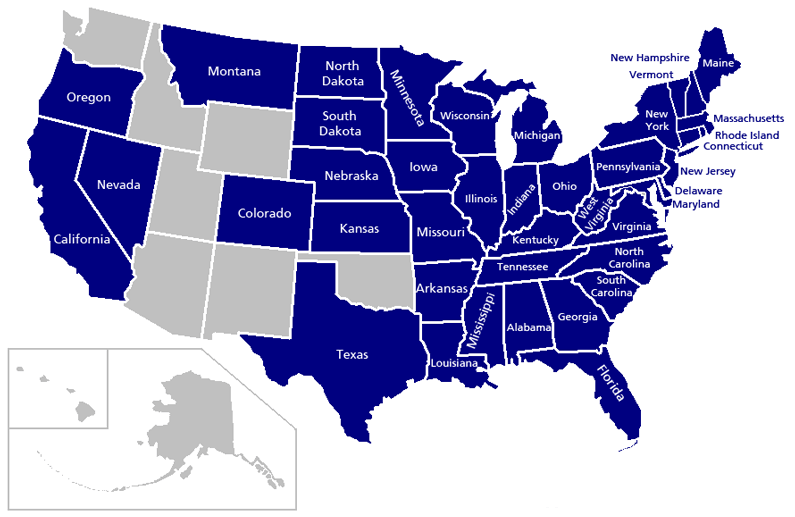 New Hampshire
Vermont
Maine
Montana
North
Dakota
Minnesota
Oregon
Wisconsin
Michigan
New
York
Massachusetts
Rhode Island
Connecticut
South
Dakota
Iowa
Pennsylvania
New Jersey
Nebraska
Nevada
Illinois
Indiana
Ohio
Delaware
Maryland
Colorado
Kansas
Missouri
West
Virginia
Virginia
California
Kentucky
Tennessee
North
Carolina
South
Carolina
Arkansas
Mississippi
Alabama
Georgia
Texas
Louisiana
Florida